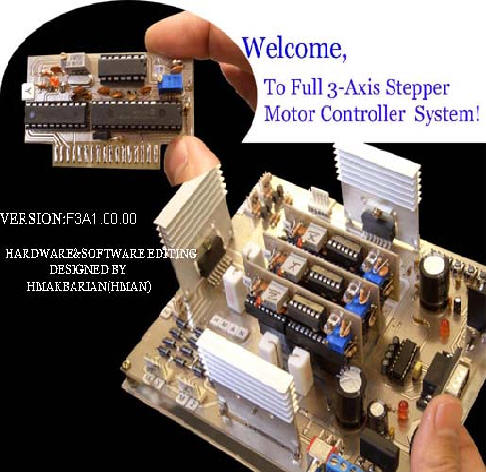 Welcome,
To Full 3-Axis Stepper
Motor Controller System!
VERSION:F3A1.00.00
HARDWARE&SOFTWARE EDITING
DESIGNED BY
HMAKBARIAN(HMAN)